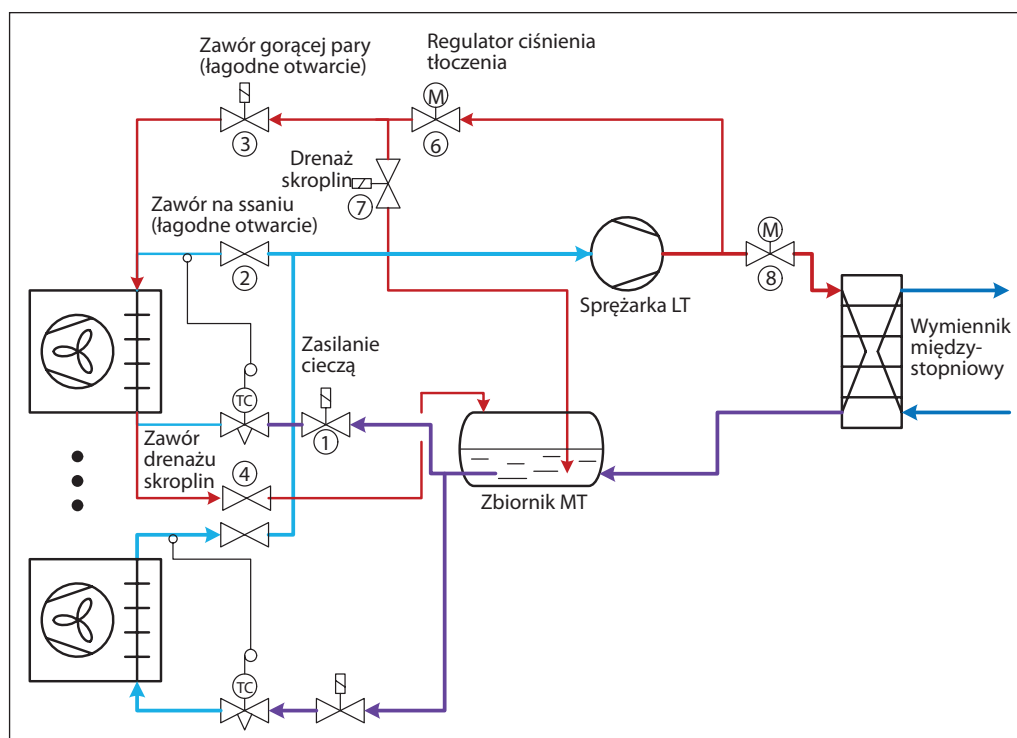 Zawór gorącej pary
(łagodne otwarcie)
Regulator ciśnienia
tłoczenia
M
3
6
Drenaż
skroplin
7
Zawór na ssaniu
(łagodne otwarcie)
2
M
8
Sprężarka LT
Wymiennik
między-
stopniowy
Zasilanie
cieczą
TC
1
Zawór
drenażu
skroplin
4
Zbiornik MT
TC